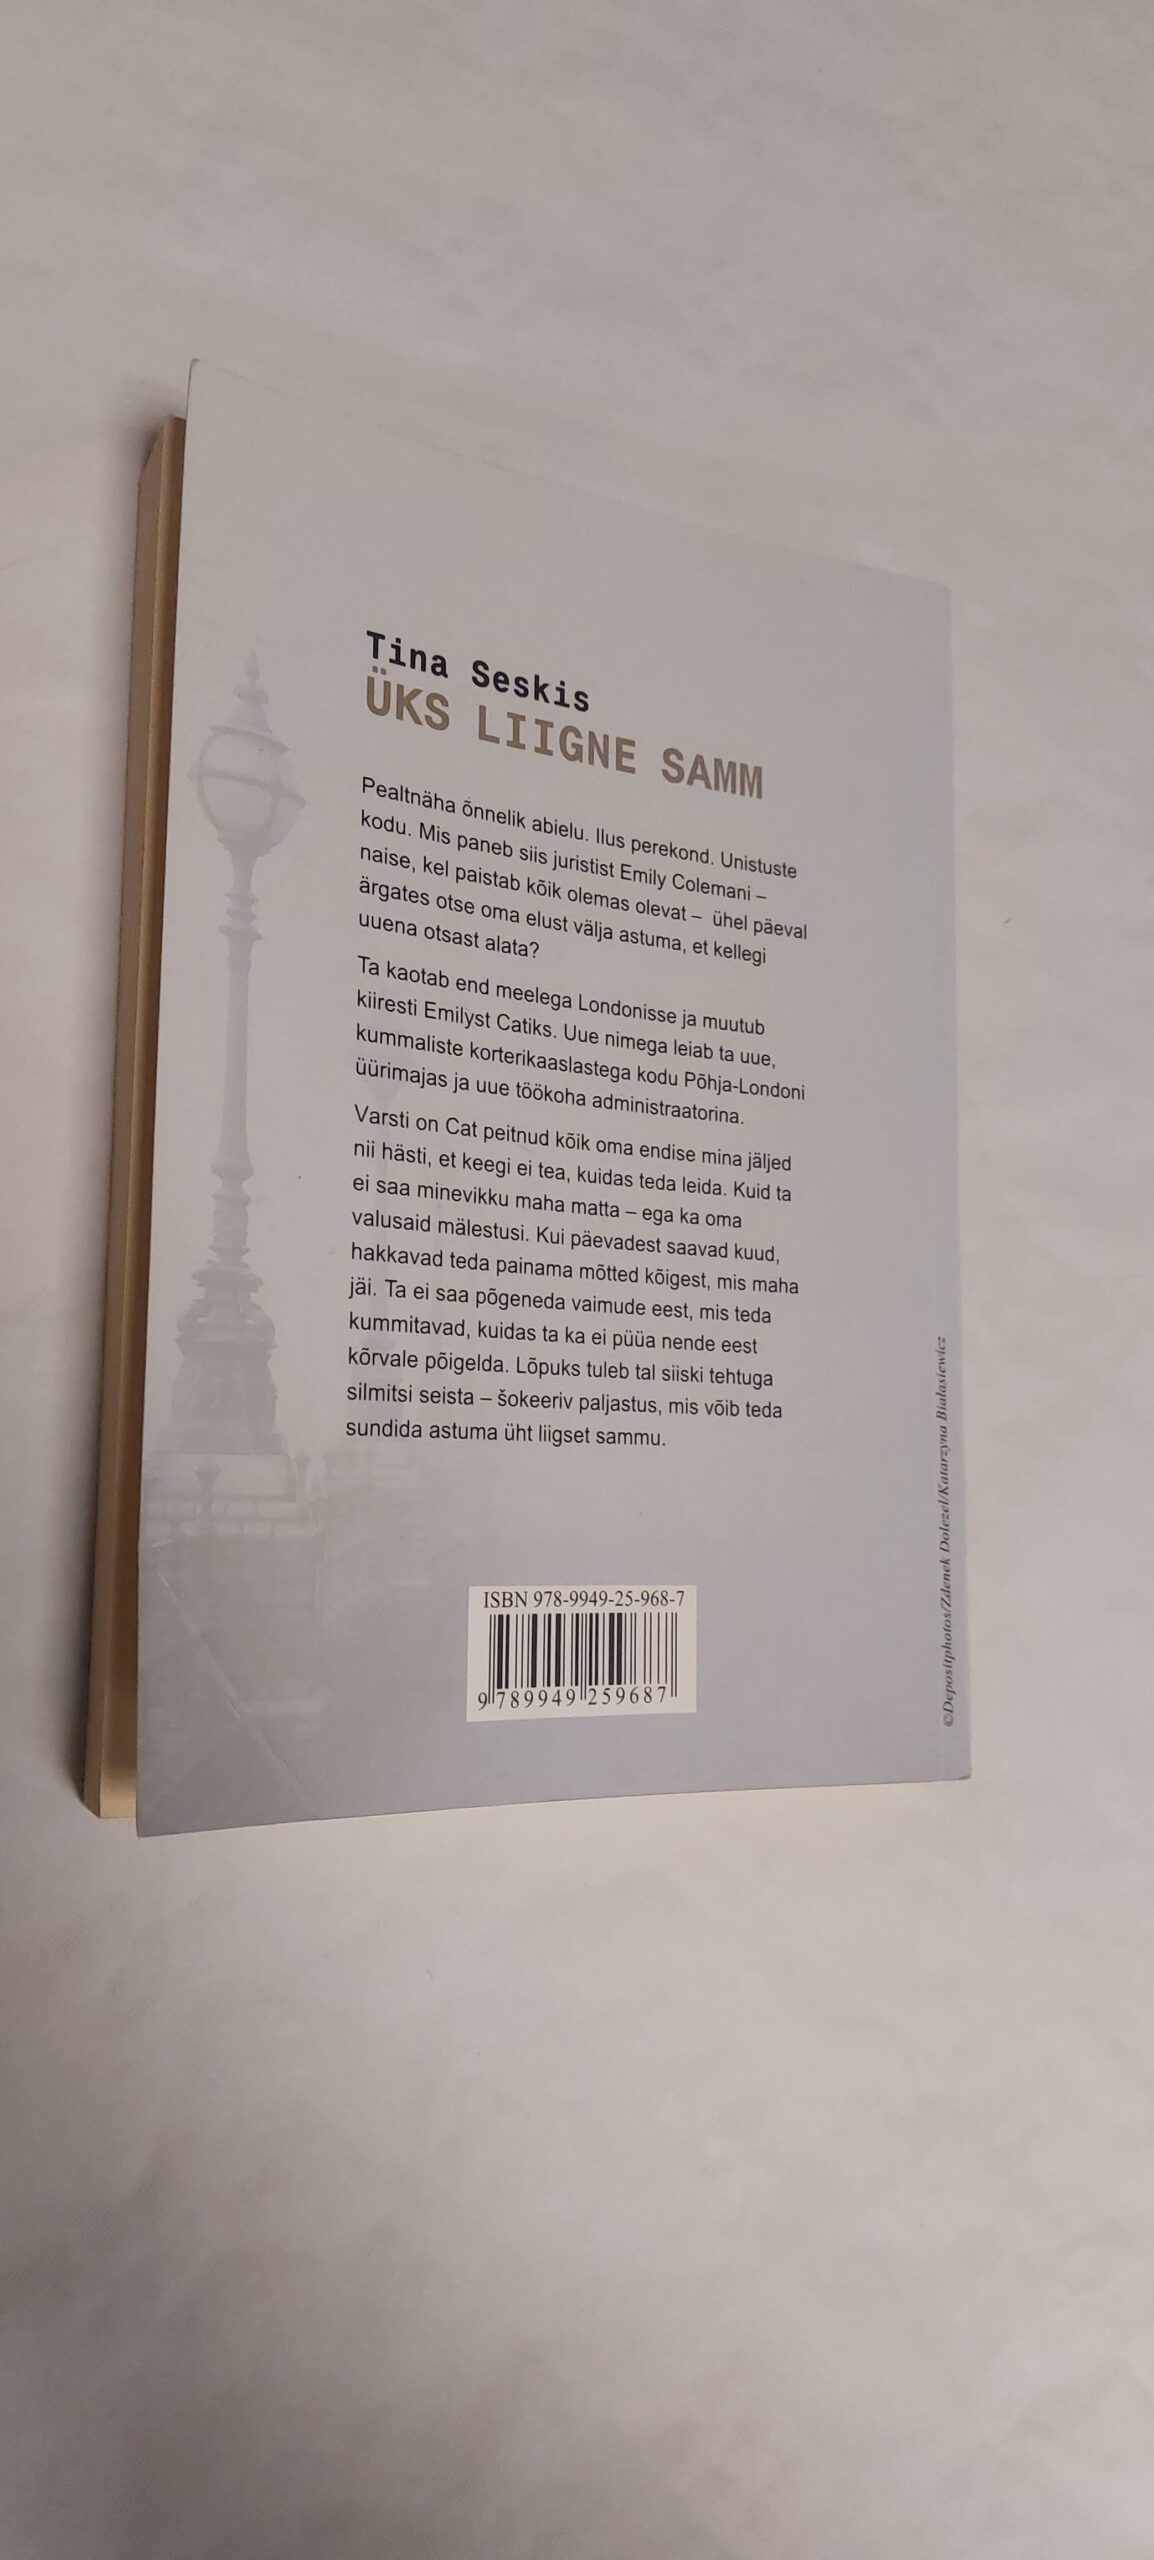 Tina Seskis
ÜKS LIIGNE SAMM
Pealtnäha õnnelik abielu. Ilus perekond. Unistuste
kodu. Mis paneb siis juristist Emily Colemani –
naise, kel paistab kõik olemas olevat – ühel päeval
ärgates otse oma elust välja astuma, et kellegi
uuena otsast alata?
Ta kaotab end meelega Londonisse ja muutub
kiiresti Emilyst Catiks. Uue nimega leiab ta uue,
kummaliste korterikaaslastega kodu Põhja-Londoni
üürimajas ja uue töökoha administraatorina.
Varsti on Cat peitnud kõik oma endise mina jäljed
nii hästi, et keegi ei tea, kuidas teda leida. Kuid ta
ei saa minevikku maha matta – ega ka oma
valusaid mälestusi. Kui päevadest saavad kuud,
hakkavad teda painama mõtted kõigest, mis maha
jäi. Ta ei saa põgeneda vaimude eest, mis teda
kummitavad, kuidas ta ka ei püüa nende eest
kõrvale põigelda. Lõpuks tuleb tal siiski tehtuga
silmitsi seista – šokeeriv paljastus, mis võib teda
sundida astuma üht liigset sammu.
©Depositphotos/Zdenek Dolezel/Katarzyna Białasiewicz
ISBN 978-9949-25-968-7
9 789949 259687